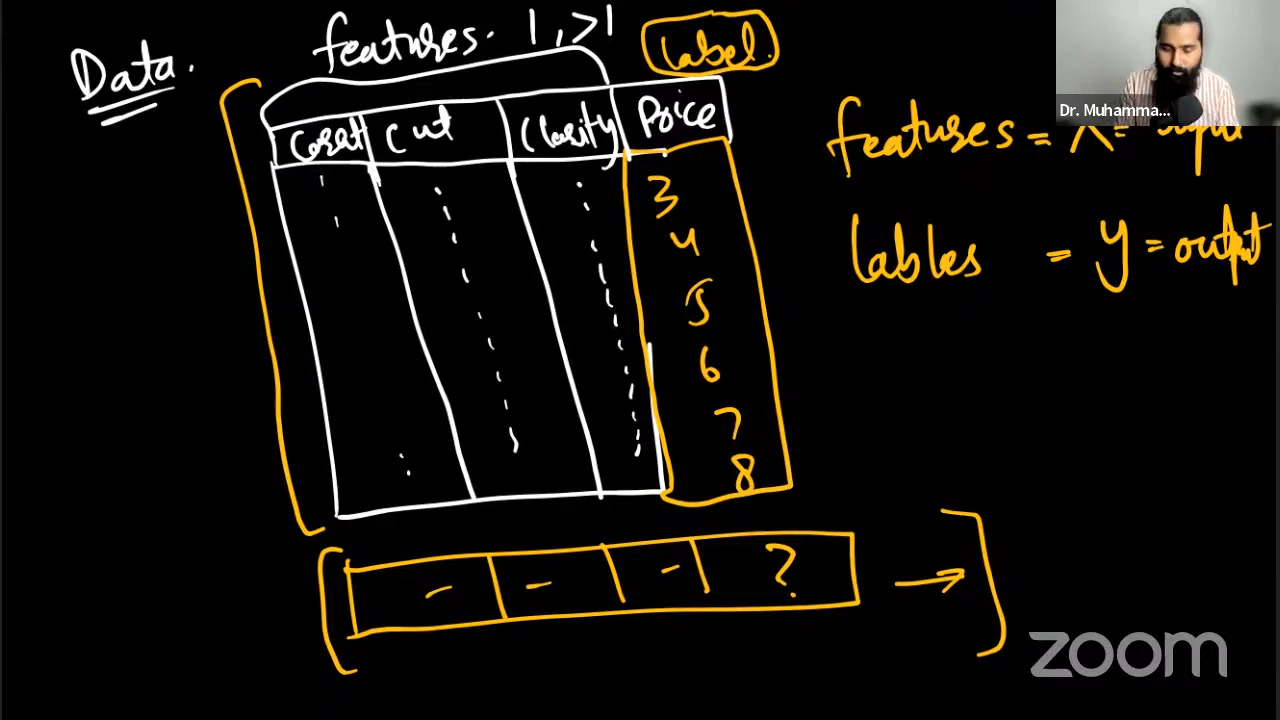 Data.
features. 1, >1
Label.
Carat Cut Clarity Price
3
4
5
6
7
8
?
features = X = input
lables = y = output
Dr. Muhamma...
zoom